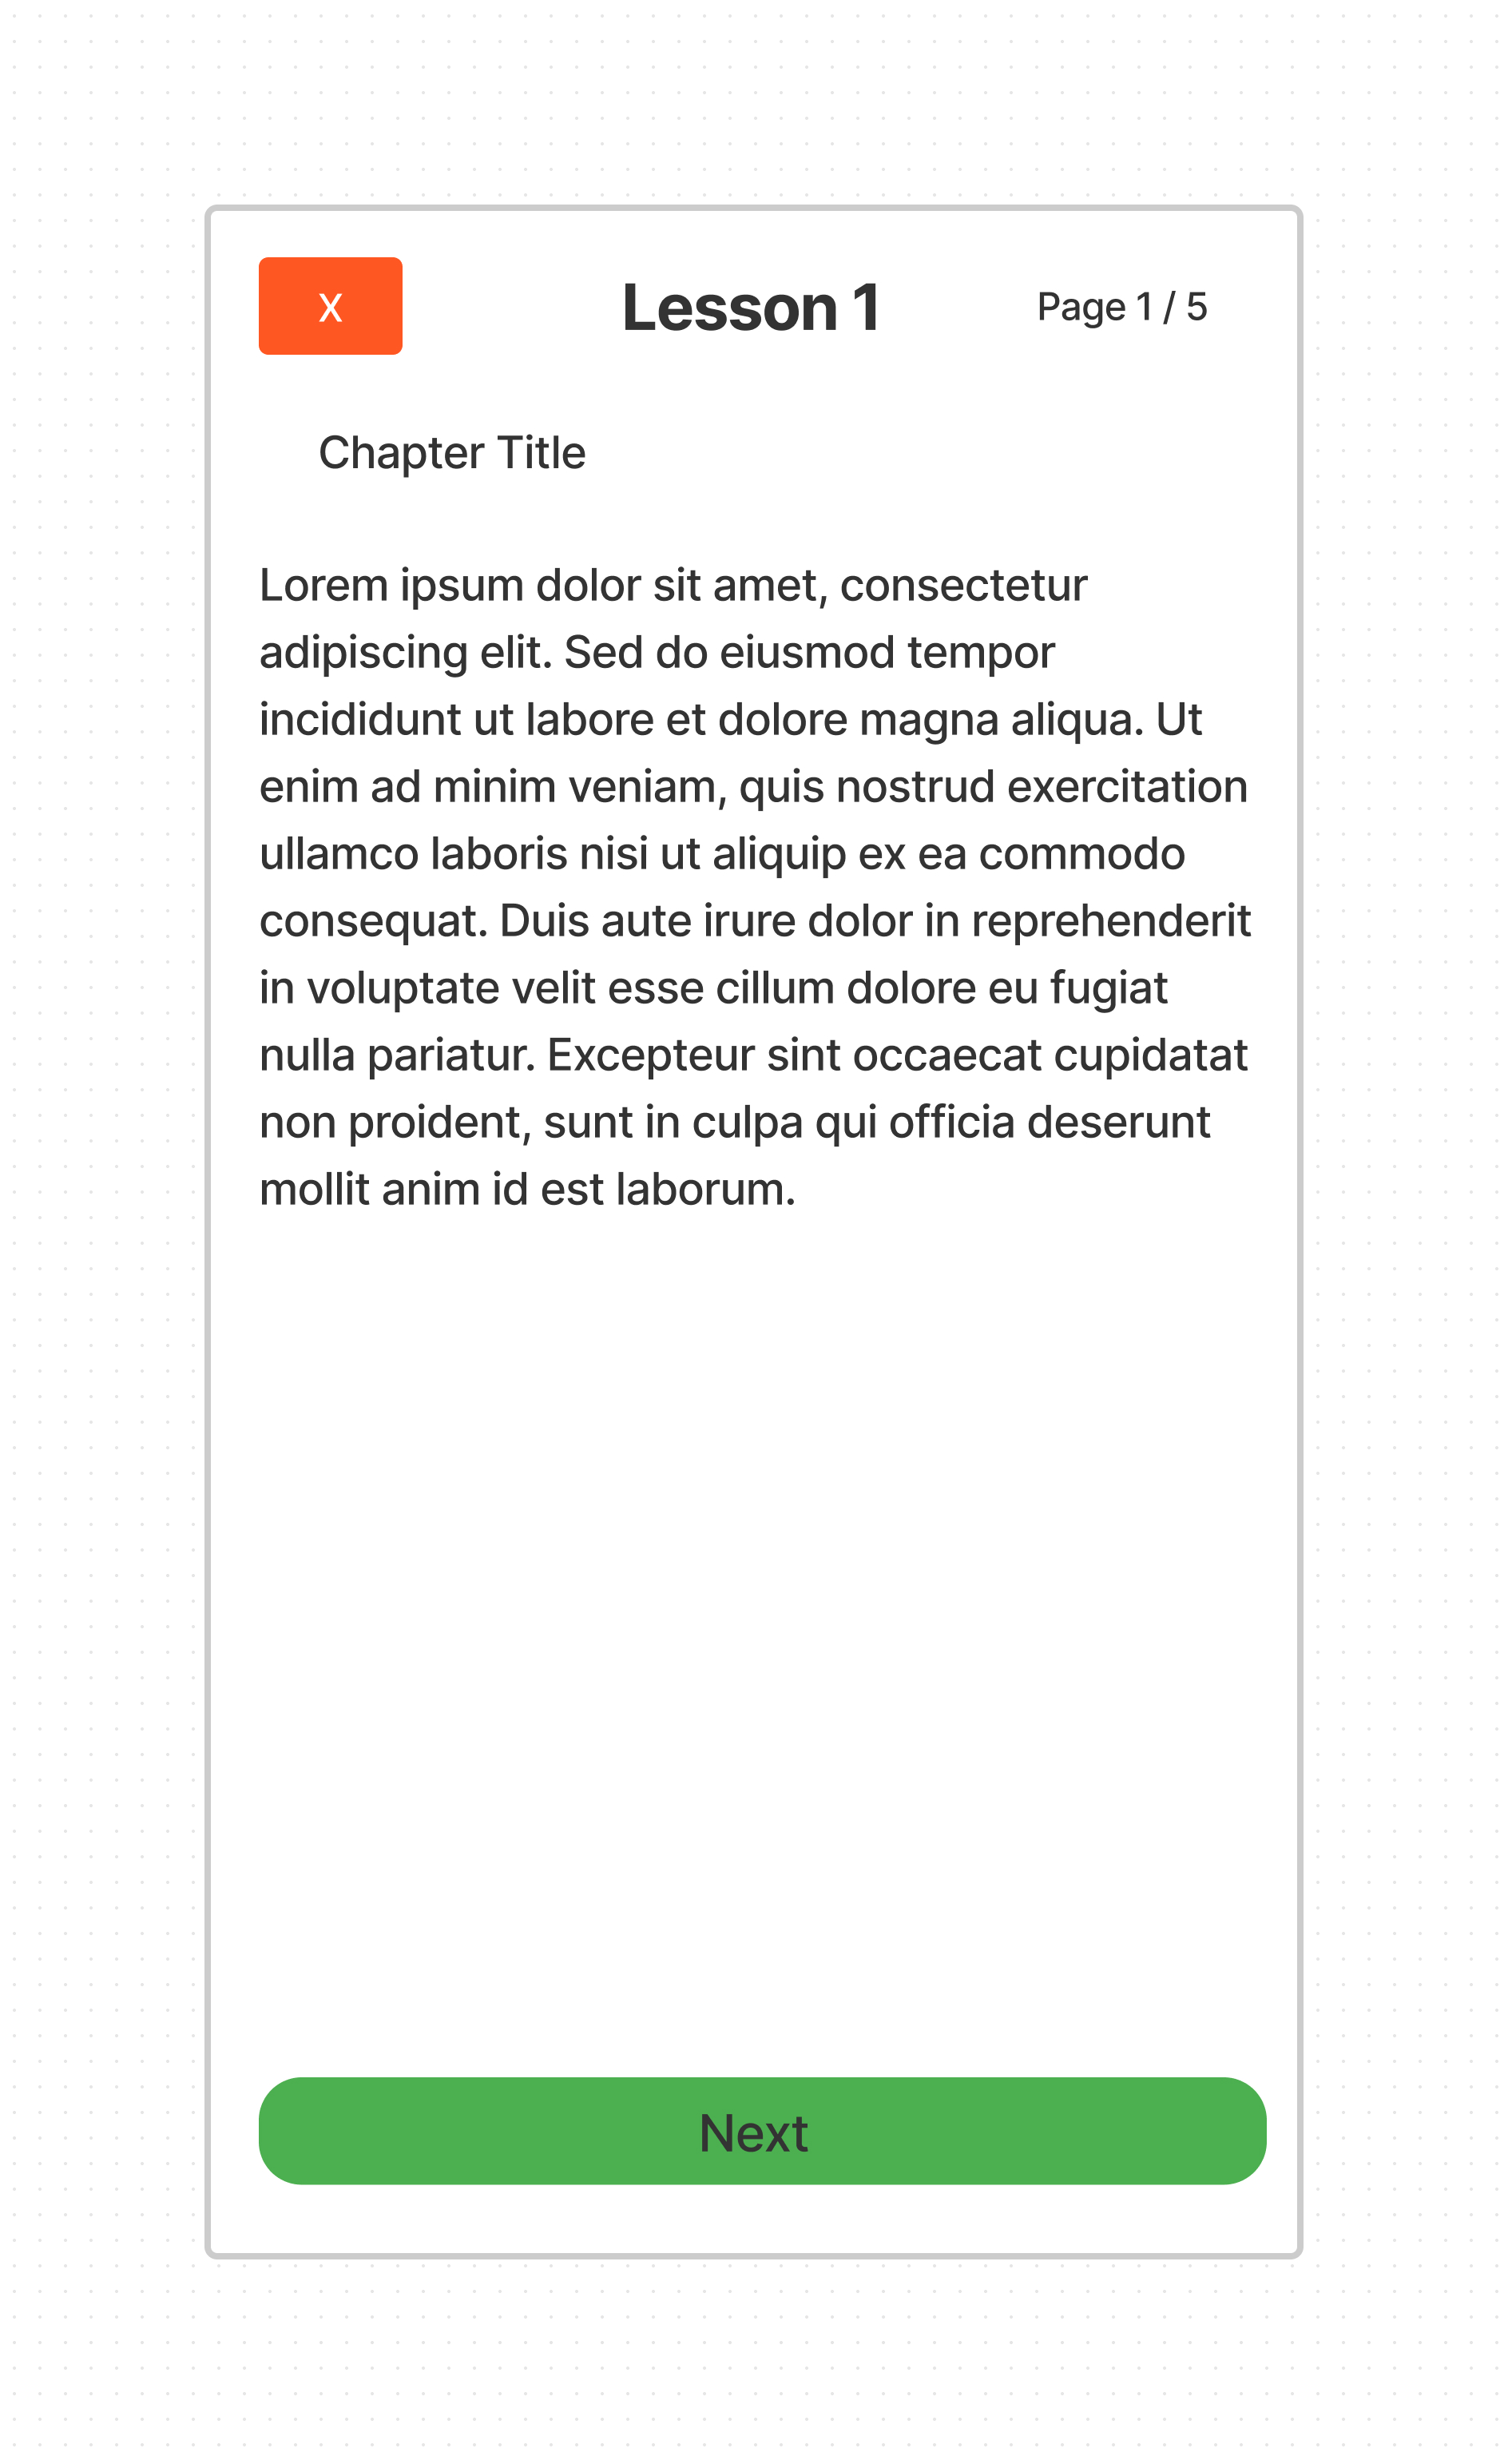 X
Lesson 1
Page 1 / 5
Chapter Title
Lorem ipsum dolor sit amet, consectetur
adipiscing elit. Sed do eiusmod tempor
incididunt ut labore et dolore magna aliqua. Ut
enim ad minim veniam, quis nostrud exercitation
ullamco laboris nisi ut aliquip ex ea commodo
consequat. Duis aute irure dolor in reprehenderit
in voluptate velit esse cillum dolore eu fugiat
nulla pariatur. Excepteur sint occaecat cupidatat
non proident, sunt in culpa qui officia deserunt
mollit anim id est laborum.
Next